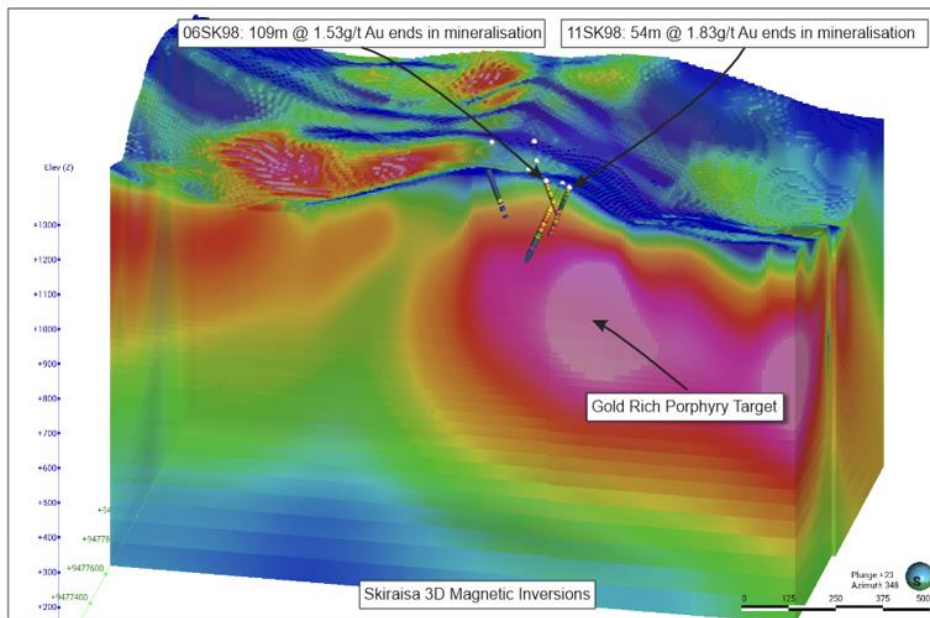 06SK98: 109m @ 1.53g/t Au ends in mineralisation
11SK98: 54m @ 1.83g/t Au ends in mineralisation
Elev (Z)
+1300
+1200
+1100
+1000
+900
+800
+700
+600
+500
+400
+300
+200
Gold Rich Porphyry Target
+9477600
+9477400
Skiraisa 3D Magnetic Inversions
Plunge +23
Azimuth 348
S
0 125 250 375 500